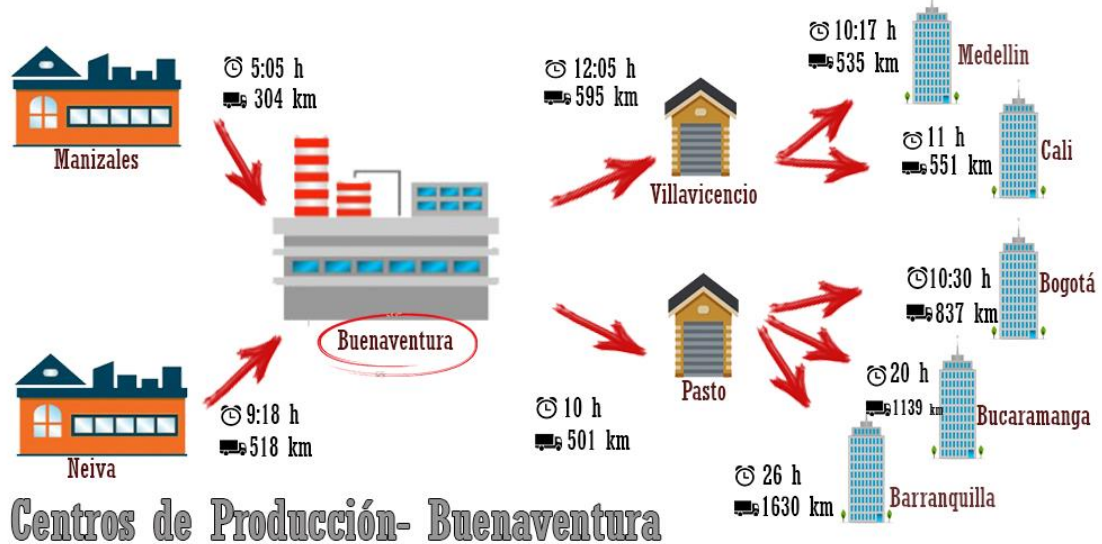 5:05 h
304 km
Manizales
12:05 h
595 km
Villavicencio
10:17 h
535 km
Medellin
11 h
551 km
Cali
Buenaventura
9:18 h
518 km
Neiva
10 h
501 km
Pasto
10:30 h
837 km
Bogotá
20 h
1139 km
Bucaramanga
26 h
1630 km
Barranquilla
Centros de Producción- Buenaventura